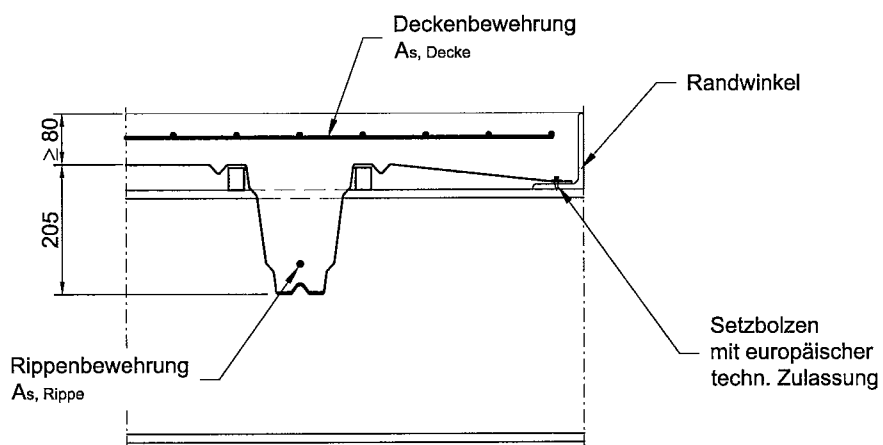 Deckenbewehrung
As, Decke
Randwinkel
≥ 80
205
Rippenbewehrung
As, Rippe
Setzbolzen
mit europäischer
techn. Zulassung